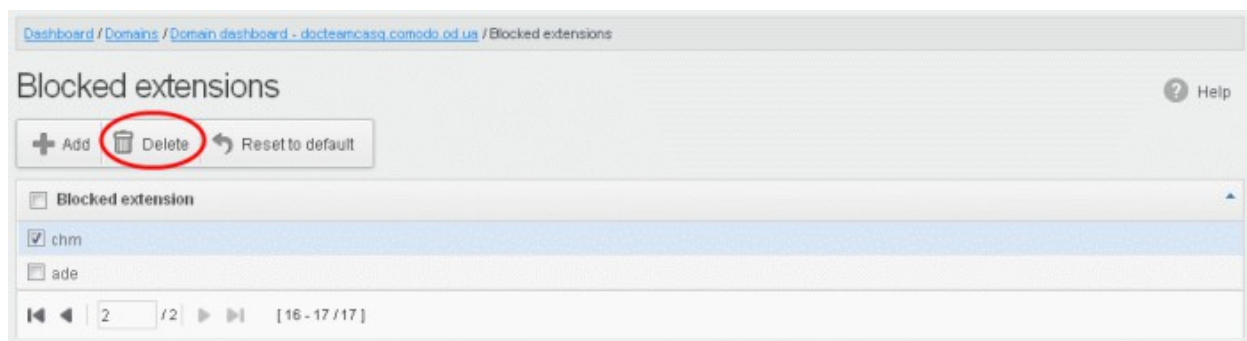 Dashboard / Domains / Domain dashboard - docteamcasg.comodo.od.ua / Blocked extensions
Blocked extensions
? Help
Add Delete Reset to default
Blocked extension
chm
ade
2 / 2 [ 16 - 17 / 17 ]